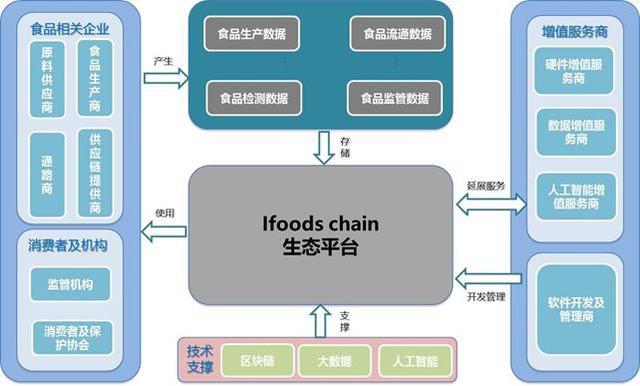 食品相关企业
原料供应商
食品生产商
通路商
供应链提供商
消费者及机构
监管机构
消费者及保
护协会
产生
使用
食品生产数据
食品流通数据
食品检测数据
食品监管数据
存储
Ifoods chain
生态平台
支撑
技术
支撑
区块链
大数据
人工智能
延展服务
开发管理
增值服务商
硬件增值服
务商
数据增值服
务商
人工智能增
值服务商
软件开发及
管理商